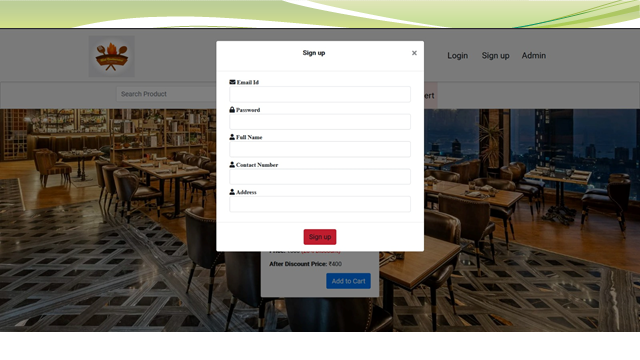 Sign up
×
Login Sign up Admin
Email Id
Search Product
ert
Password
Full Name
Contact Number
Address
Sign up
After Discount Price: ₹400
Add to Cart